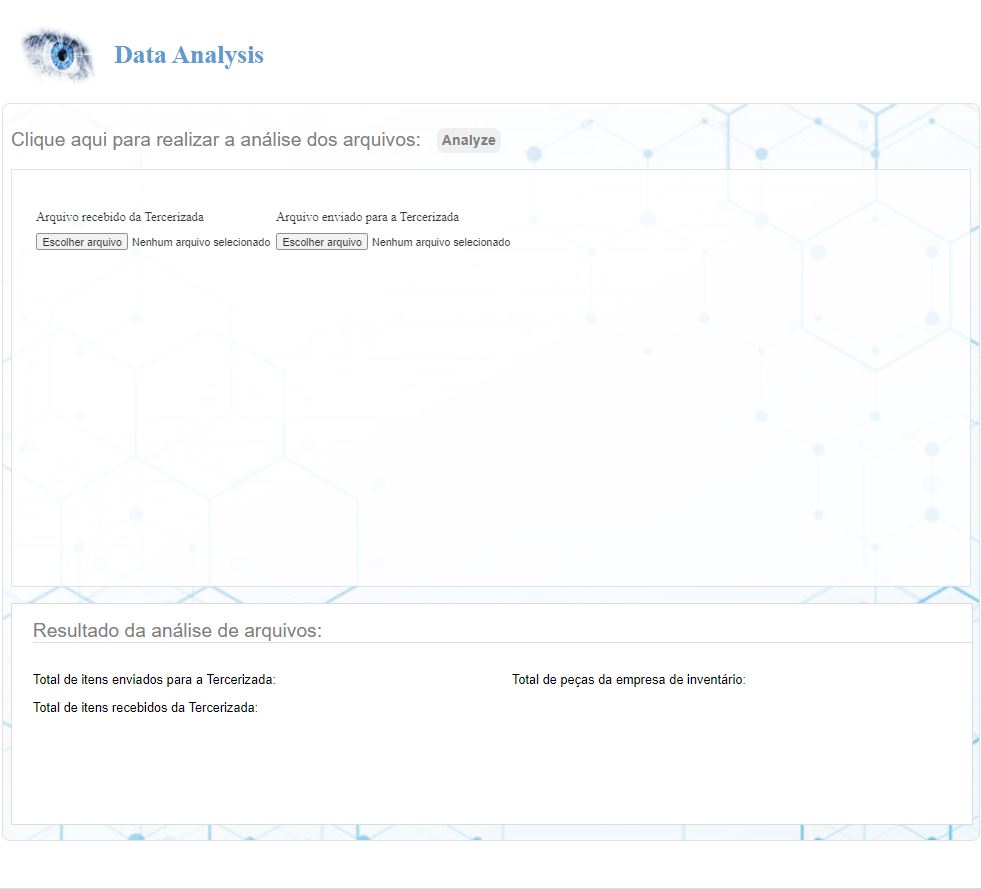 Data Analysis
Clique aqui para realizar a análise dos arquivos: Analyze
Arquivo recebido da Tercerizada Arquivo enviado para a Tercerizada
Escolher arquivo Nenhum arquivo selecionado Escolher arquivo Nenhum arquivo selecionado
Resultado da análise de arquivos:
Total de itens enviados para a Tercerizada: Total de peças da empresa de inventário:
Total de itens recebidos da Tercerizada: